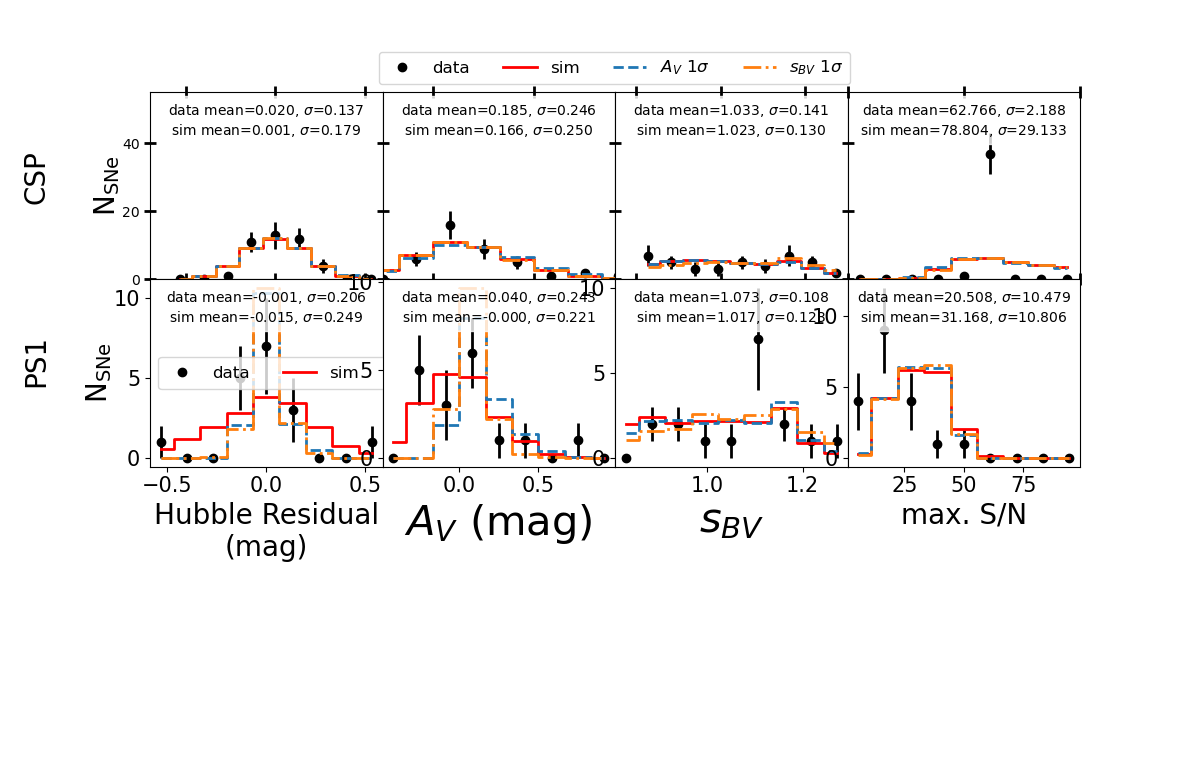 data sim A_V 1σ s_BV 1σ
CSP
N_SNe
data mean=0.020, σ=0.137
sim mean=0.001, σ=0.179
data mean=0.185, σ=0.246
sim mean=0.166, σ=0.250
data mean=1.033, σ=0.141
sim mean=1.023, σ=0.130
data mean=62.766, σ=2.188
sim mean=78.804, σ=29.133
40
20
0
PS1
N_SNe
data mean=-0.001, σ=0.206
sim mean=-0.015, σ=0.249
data mean=0.040, σ=0.243
sim mean=-0.000, σ=0.221
data mean=1.073, σ=0.108
sim mean=1.017, σ=0.123
data mean=20.508, σ=10.479
sim mean=31.168, σ=10.806
data sim
10
5
0
10
5
0
10
5
0
10
5
0
−0.5 0.0 0.5
0.0 0.5
1.0 1.2
25 50 75
Hubble Residual
(mag)
A_V (mag)
s_BV
max. S/N